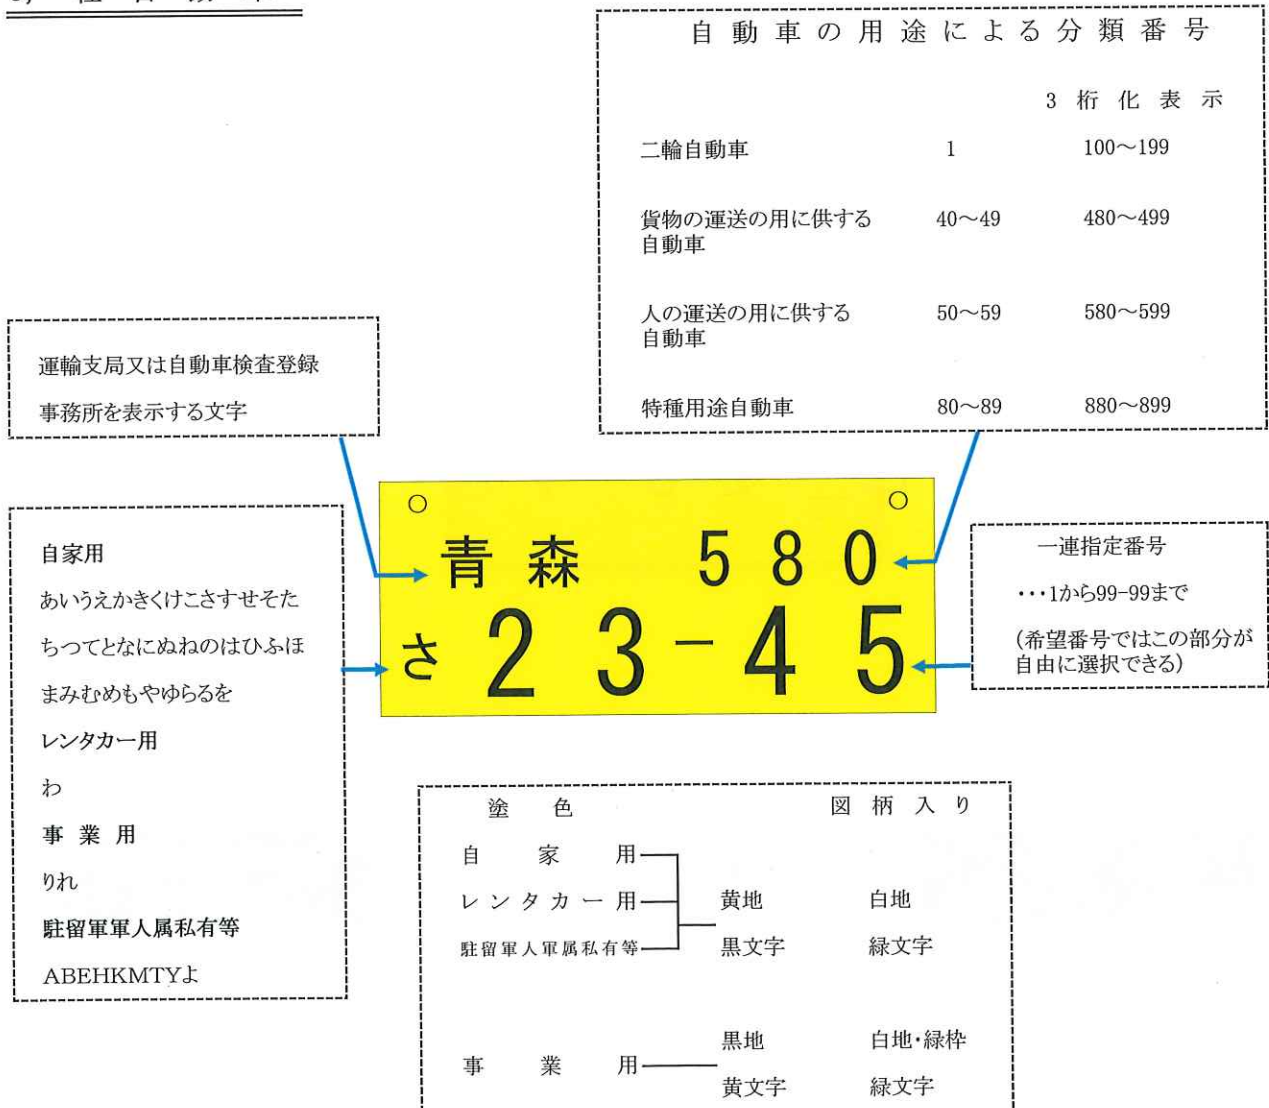 自動車の用途による分類番号
3桁化表示
二輪自動車 1 100～199
貨物の運送の用に供する 40～49 480～499
自動車
人の運送の用に供する 50～59 580～599
自動車
特種用途自動車 80～89 880～899
運輸支局又は自動車検査登録
事務所を表示する文字
青森 580
さ 23-45
自家用
あいうえかきくけこさすせそた
ちつてとなにぬねのはひふほ
まみむめもやゆらるを
レンタカー用
わ
事業用
りれ
駐留軍軍人属私有等
ABEHKMTYよ
一連指定番号
・・・1から99-99まで
(希望番号ではこの部分が
自由に選択できる)
塗色 図柄入り
自家用
レンタカー用 黄地 白地
駐留軍人軍属私有等 黒文字 緑文字
黒地 白地・緑枠
事業用
黄文字 緑文字